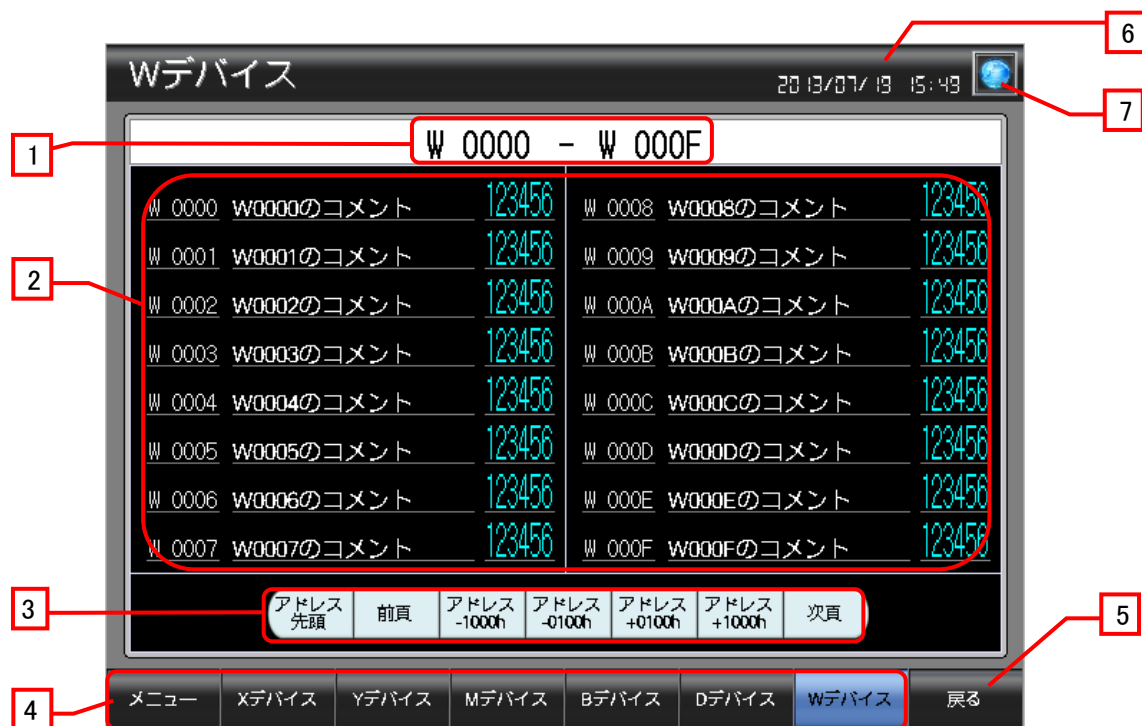 6
Wデバイス
2013/07/19 15:49
7
1
W 0000 - W 000F
2
W 0000 W0000のコメント 123456 W 0008 W0008のコメント 123456
W 0001 W0001のコメント 123456 W 0009 W0009のコメント 123456
W 0002 W0002のコメント 123456 W 000A W000Aのコメント 123456
W 0003 W0003のコメント 123456 W 000B W000Bのコメント 123456
W 0004 W0004のコメント 123456 W 000C W000Cのコメント 123456
W 0005 W0005のコメント 123456 W 000D W000Dのコメント 123456
W 0006 W0006のコメント 123456 W 000E W000Eのコメント 123456
W 0007 W0007のコメント 123456 W 000F W000Fのコメント 123456
3
アドレス
先頭
前頁
アドレス
-1000h
アドレス
-0100h
アドレス
+0100h
アドレス
+1000h
次頁
5
4
メニュー Xデバイス Yデバイス Mデバイス Bデバイス Dデバイス Wデバイス 戻る